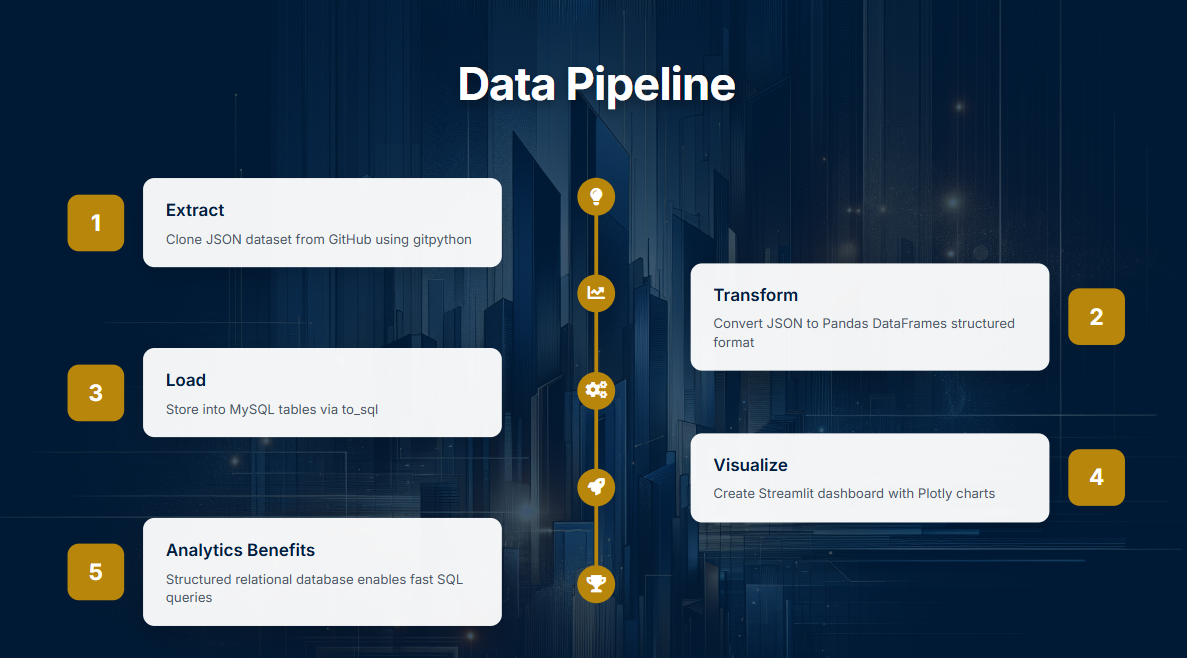 Data Pipeline
1
Extract
Clone JSON dataset from GitHub using gitpython
2
Transform
Convert JSON to Pandas DataFrames structured
format
3
Load
Store into MySQL tables via to_sql
4
Visualize
Create Streamlit dashboard with Plotly charts
5
Analytics Benefits
Structured relational database enables fast SQL
queries